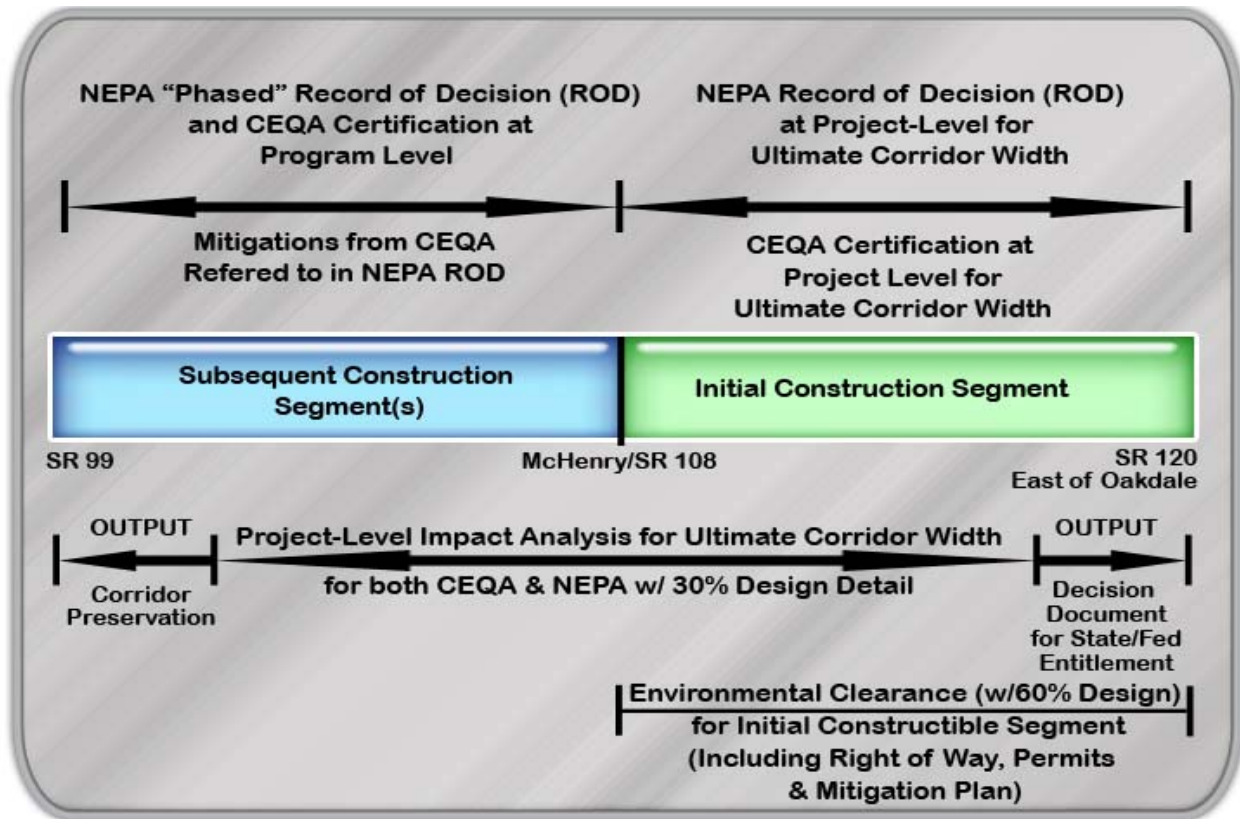 NEPA “Phased” Record of Decision (ROD)
and CEQA Certification at
Program Level
NEPA Record of Decision (ROD)
at Project-Level for
Ultimate Corridor Width
Mitigations from CEQA
Refered to in NEPA ROD
CEQA Certification at
Project Level for
Ultimate Corridor Width
Subsequent Construction
Segment(s)
Initial Construction Segment
SR 99
McHenry/SR 108
SR 120
East of Oakdale
OUTPUT
Corridor
Preservation
Project-Level Impact Analysis for Ultimate Corridor Width
for both CEQA & NEPA w/ 30% Design Detail
OUTPUT
Decision
Document
for State/Fed
Entitlement
Environmental Clearance (w/60% Design)
for Initial Constructible Segment
(Including Right of Way, Permits
& Mitigation Plan)